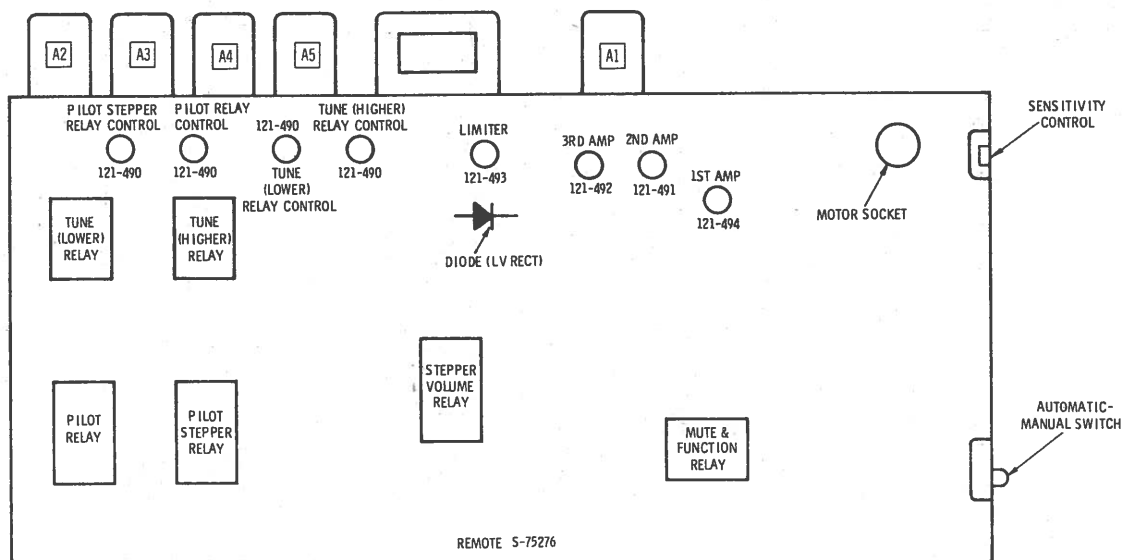 A2
A3
A4
A5
A1
PILOT STEPPER
RELAY CONTROL
121-490
PILOT RELAY
CONTROL
121-490
121-490
TUNE
(LOWER)
RELAY CONTROL
TUNE (HIGHER)
RELAY CONTROL
121-490
LIMITER
121-493
3RD AMP
121-492
2ND AMP
121-491
1ST AMP
121-494
MOTOR SOCKET
SENSITIVITY
CONTROL
TUNE
(LOWER)
RELAY
TUNE
(HIGHER)
RELAY
DIODE (LV RECT)
PILOT
RELAY
PILOT
STEPPER
RELAY
STEPPER
VOLUME
RELAY
MUTE &
FUNCTION
RELAY
AUTOMATIC-
MANUAL SWITCH
REMOTE S-75276